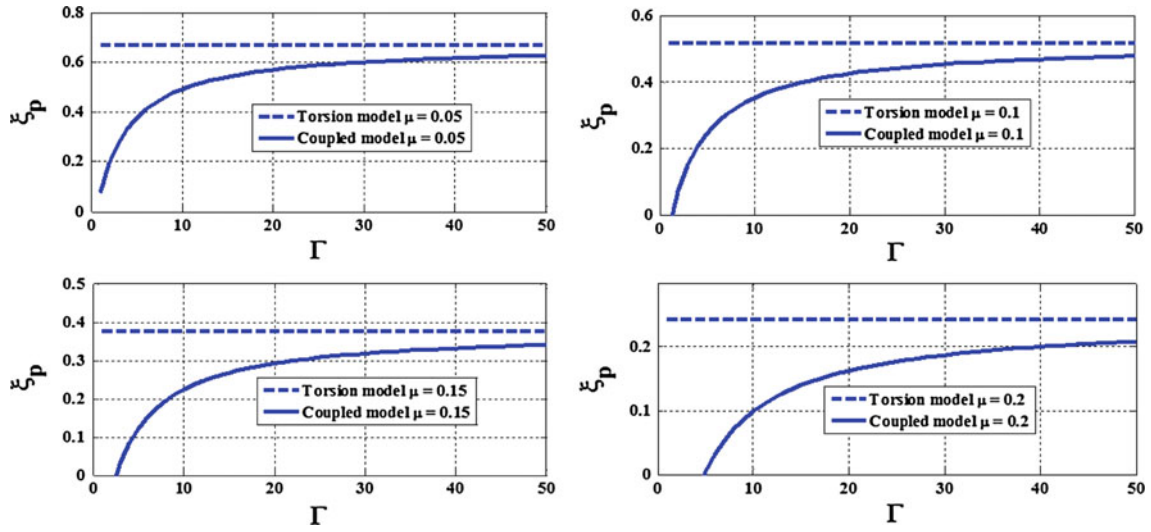 0.8
0.6
0.4
0.2
0
ξp
Torsion model μ = 0.05
Coupled model μ = 0.05
0 10 20 30 40 50
Γ
0.6
0.4
0.2
0
ξp
Torsion model μ = 0.1
Coupled model μ = 0.1
0 10 20 30 40 50
Γ
0.5
0.4
0.3
0.2
0.1
0
ξp
Torsion model μ = 0.15
Coupled model μ = 0.15
0 10 20 30 40 50
Γ
0.2
0.1
0
ξp
Torsion model μ = 0.2
Coupled model μ = 0.2
0 10 20 30 40 50
Γ